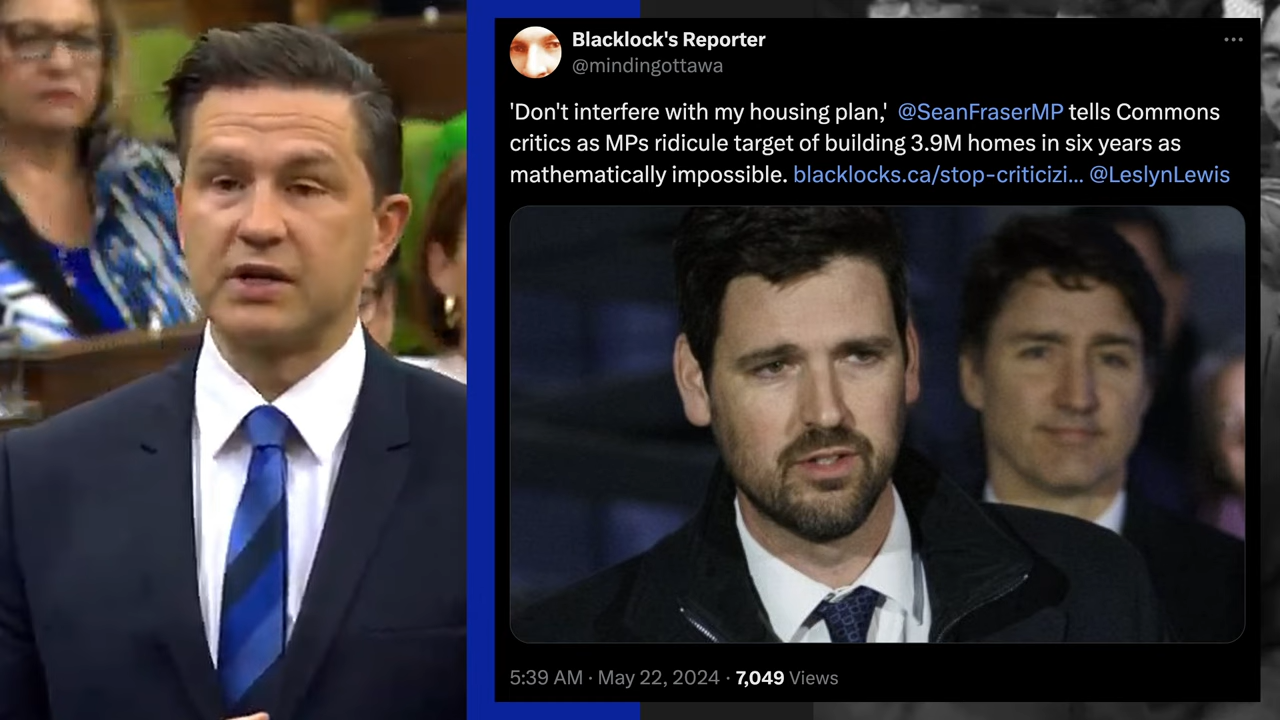 Blacklock's Reporter
@mindingottawa
'Don't interfere with my housing plan,' @SeanFraserMP tells Commons
critics as MPs ridicule target of building 3.9M homes in six years as
mathematically impossible. blacklocks.ca/stop-criticizi... @LeslynLewis
5:39 AM · May 22, 2024 · 7,049 Views